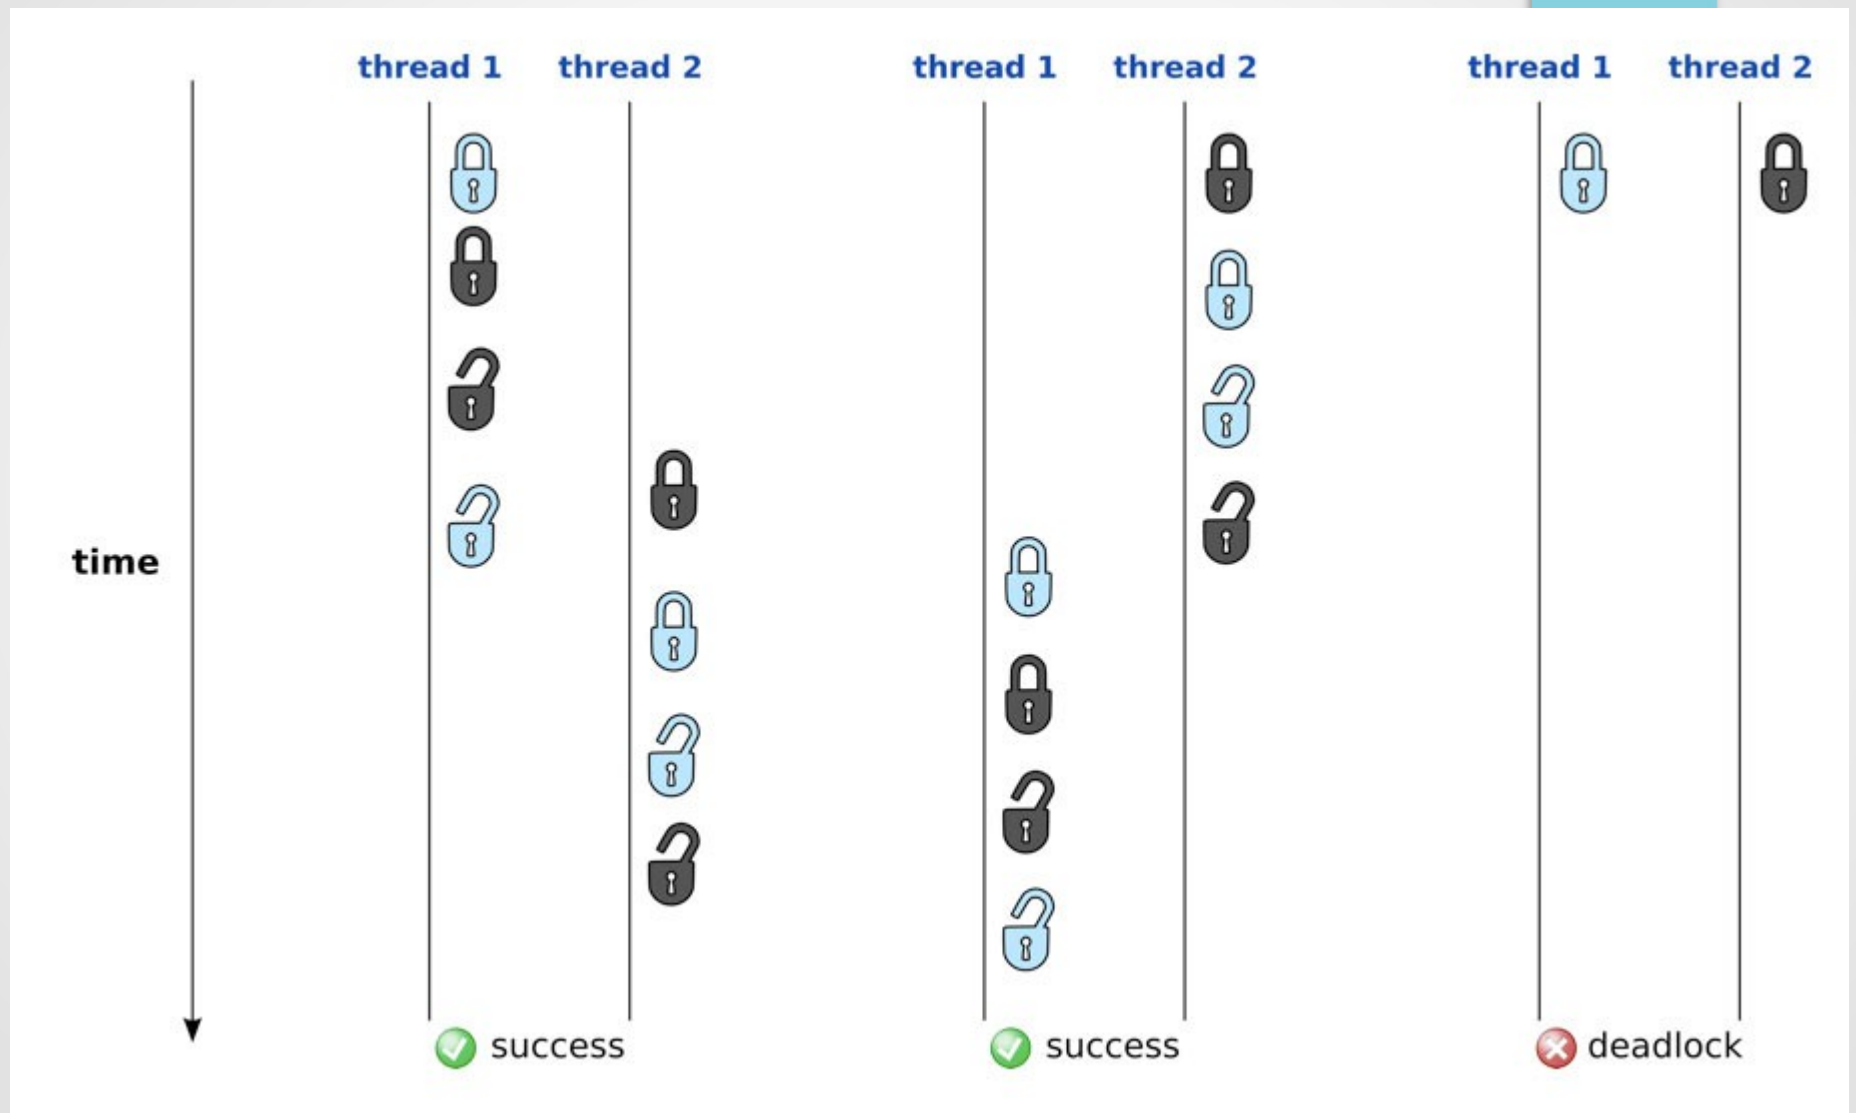 thread 1 thread 2 thread 1 thread 2 thread 1 thread 2
time
success success deadlock